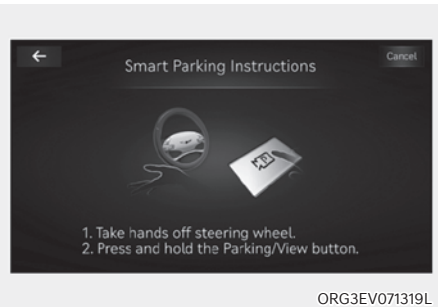 Smart Parking Instructions
Cancel
1. Take hands off steering wheel.
2. Press and hold the Parking/View button.
ORG3EV071319L